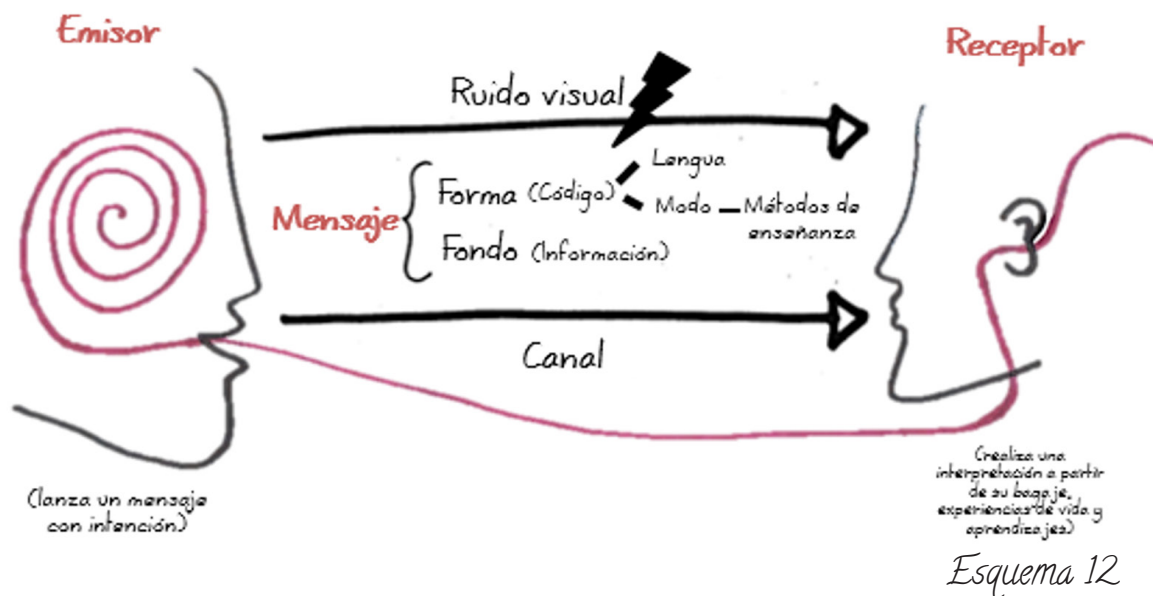 Emisor
Receptor
Ruido visual
Lengua
Mensaje
Forma (Código)
Modo
Métodos de
enseñanza
Fondo (Información)
Canal
(lanza un mensaje
con intención)
(realiza una
interpretación a partir
de su bagaje,
experiencias de vida y
aprendizajes)
Esquema 12